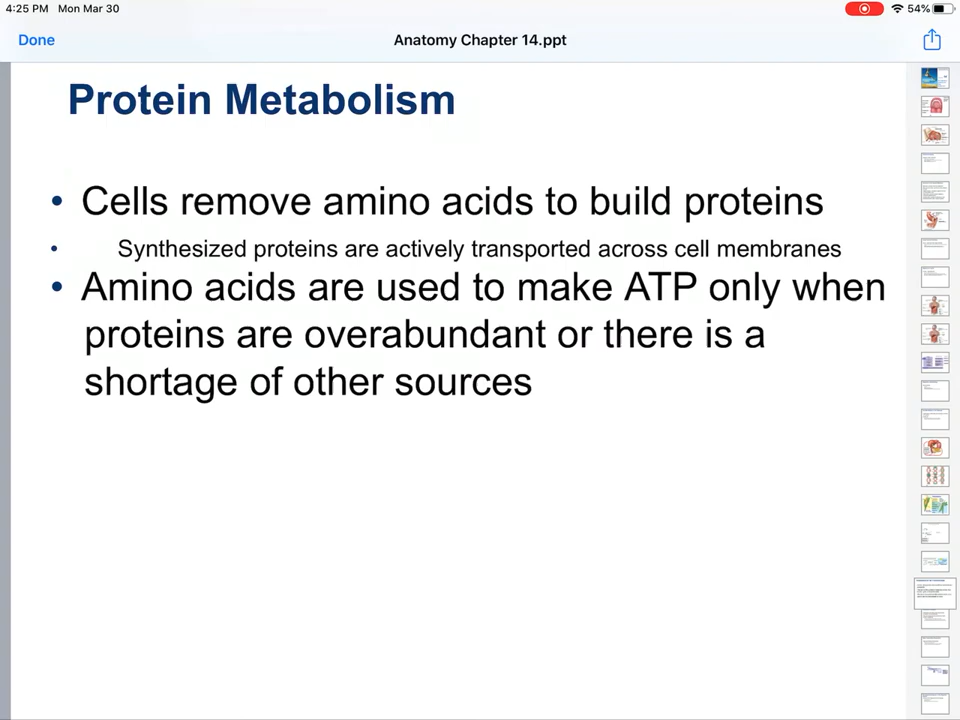 4:25 PM Mon Mar 30
54%
Done
Anatomy Chapter 14.ppt
Protein Metabolism
• Cells remove amino acids to build proteins
• Synthesized proteins are actively transported across cell membranes
• Amino acids are used to make ATP only when
proteins are overabundant or there is a
shortage of other sources